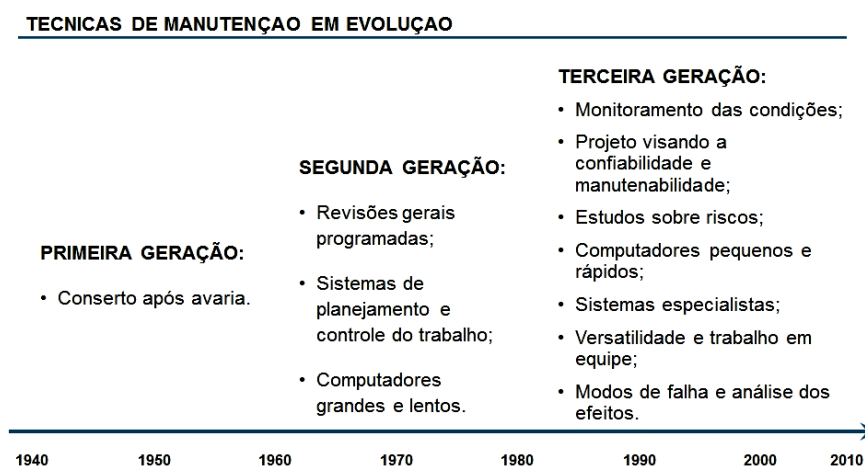 TECNICAS DE MANUTENÇAO EM EVOLUÇAO
PRIMEIRA GERAÇÃO:
• Conserto após avaria.
SEGUNDA GERAÇÃO:
• Revisões gerais
programadas;
• Sistemas de
planejamento e
controle do trabalho;
• Computadores
grandes e lentos.
TERCEIRA GERAÇÃO:
• Monitoramento das condições;
• Projeto visando a
confiabilidade e
manutenabilidade;
• Estudos sobre riscos;
• Computadores pequenos e
rápidos;
• Sistemas especialistas;
• Versatilidade e trabalho em
equipe;
• Modos de falha e análise dos
efeitos.
1940 1950 1960 1970 1980 1990 2000 2010